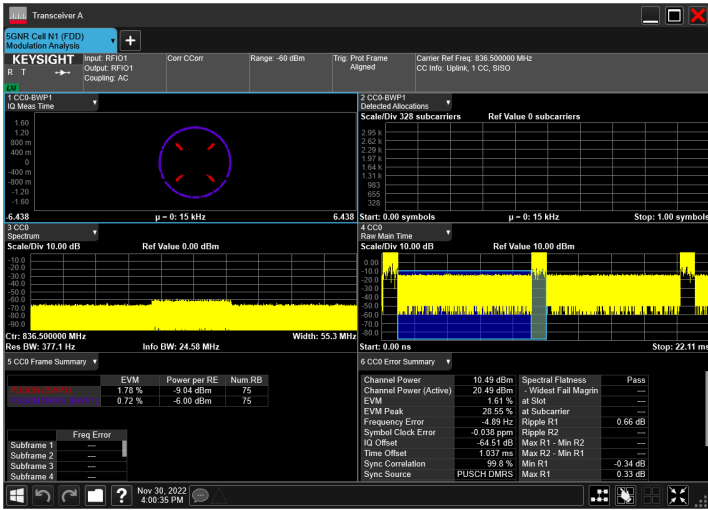 Transceiver A
5GNR Cell N1 (FDD)
Modulation Analysis
KEYSIGHT
R T
Input: RFIO1
Output: RFIO1
Coupling: AC
Corr CCorr
Range: -60 dBm
Trig: Prot Frame
Aligned
Carrier Ref Freq: 836.500000 MHz
CC Info: Uplink, 1 CC, SISO
1 CC0-BWP1
IQ Meas Time
1.60
1.20
800 m
400 m
0
-400 m
-800 m
-1.20
-1.60
-6.438
μ = 0: 15 kHz
6.438
2 CC0-BWP1
Detected Allocations
Scale/Div 328 subcarriers
Ref Value 0 subcarriers
2.95 k
2.62 k
2.29 k
1.97 k
1.64 k
1.31 k
983
655
328
Start: 0.00 symbols
μ = 0: 15 kHz
Stop: 1.00 symbols
3 CC0
Spectrum
Scale/Div 10.00 dB
Ref Value 0.00 dBm
-10.0
-20.0
-30.0
-40.0
-50.0
-60.0
-70.0
-80.0
-90.0
Ctr: 836.500000 MHz
Width: 55.3 MHz
Res BW: 377.1 Hz
Info BW: 24.58 MHz
4 CC0
Raw Main Time
Scale/Div 10.00 dB
Ref Value 10.00 dBm
0.00
-10.0
-20.0
-30.0
-40.0
-50.0
-60.0
-70.0
-80.0
Start: 0.00 ns
Stop: 22.11 ms
5 CC0 Frame Summary
EVM Power per RE Num.RB
1.78 % -9.04 dBm 75
0.72 % -6.00 dBm 75
Freq Error
Subframe 1 ---
Subframe 2 ---
Subframe 3 ---
Subframe 4 ---
6 CC0 Error Summary
Channel Power 10.49 dBm Spectral Flatness Pass
Channel Power (Active) 20.49 dBm - Widest Fail Magrin ---
EVM 1.61 % at Slot ---
EVM Peak 28.55 % at Subcarrier ---
Frequency Error -4.89 Hz Ripple R1 0.66 dB
Symbol Clock Error -0.038 ppm Ripple R2 ---
IQ Offset -64.51 dB Max R1 - Min R2 ---
Time Offset 1.037 ms Max R2 - Min R1 ---
Sync Correlation 99.8 % Min R1 -0.34 dB
Sync Source PUSCH DMRS Max R1 0.33 dB
Nov 30, 2022
4:00:35 PM